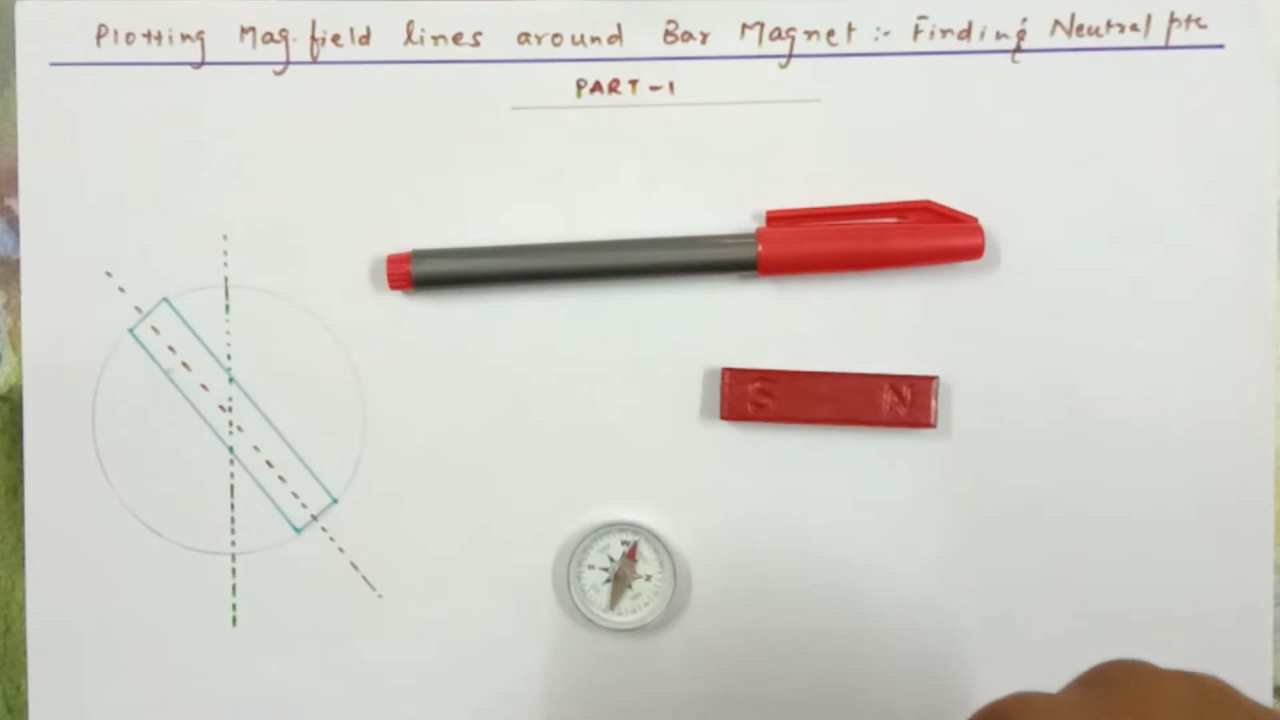 Plotting Mag. field lines around Bar Magnet :- Finding Neutral pts
PART-1
S N
W
S N